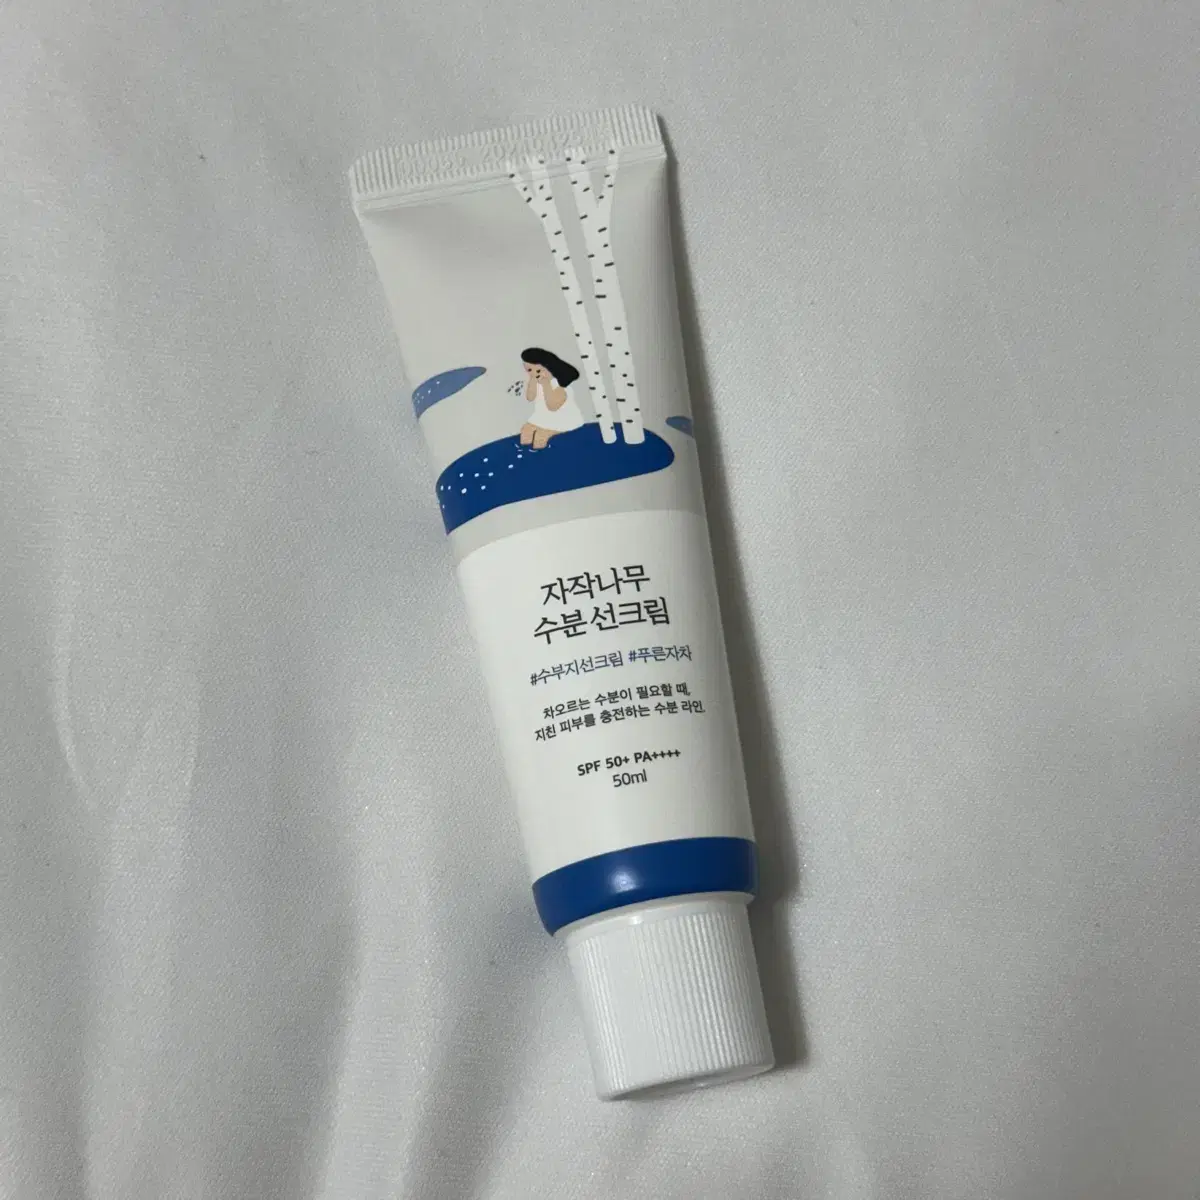 자작나무
수분 선크림
#수부지선크림 #푸른자차
차오르는 수분이 필요할 때,
지친 피부를 충전하는 수분 라인.
SPF 50+ PA++++
50ml